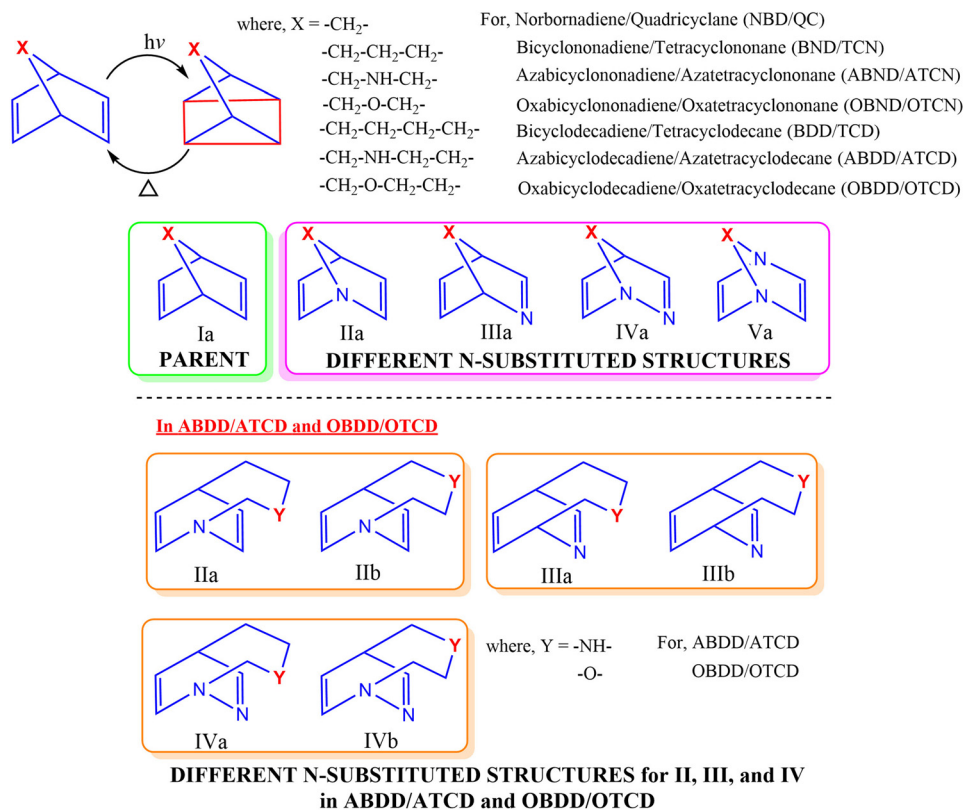 where, X = -CH₂- For, Norbornadiene/Quadricyclane (NBD/QC)
-CH₂-CH₂-CH₂- Bicyclononadiene/Tetracyclononane (BND/TCN)
-CH₂-NH-CH₂- Azabicyclononadiene/Azatetracyclononane (ABND/ATCN)
-CH₂-O-CH₂- Oxabicyclononadiene/Oxatetracyclononane (OBND/OTCN)
-CH₂-CH₂-CH₂-CH₂- Bicyclodecadiene/Tetracyclodecane (BDD/TCD)
-CH₂-NH-CH₂-CH₂- Azabicyclodecadiene/Azatetracyclodecane (ABDD/ATCD)
-CH₂-O-CH₂-CH₂- Oxabicyclodecadiene/Oxatetracyclodecane (OBDD/OTCD)
X hν X
△
X X X X X
N
N N N
N N
Ia IIa IIIa IVa Va
PARENT DIFFERENT N-SUBSTITUTED STRUCTURES
In ABDD/ATCD and OBDD/OTCD
Y Y
N Y N Y
N N
IIa IIb IIIa IIIb
Y
N Y N
N N
IVa IVb
where, Y = -NH- For, ABDD/ATCD
-O- OBDD/OTCD
DIFFERENT N-SUBSTITUTED STRUCTURES for II, III, and IV
in ABDD/ATCD and OBDD/OTCD